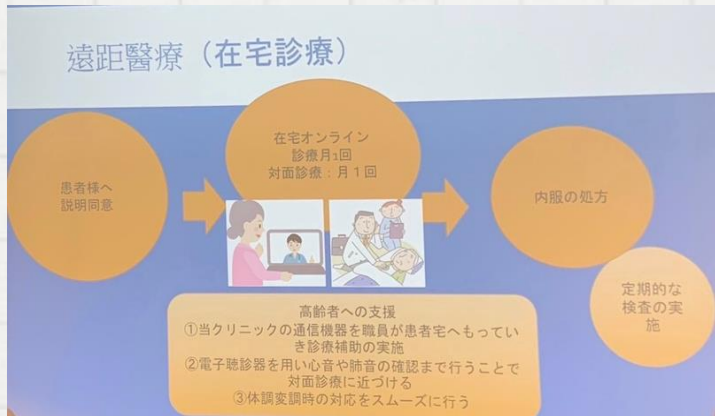 遠距醫療（在宅診療）
患者様へ
説明同意
在宅オンライン
診療月1回
対面診療：月１回
内服の処方
定期的な
検査の実
施
高齢者への支援
①当クリニックの通信機器を職員が患者宅へもってい
き診療補助の実施
②電子聴診器を用い心音や肺音の確認まで行うことで
対面診療に近づける
③体調変調時の対応をスムーズに行う